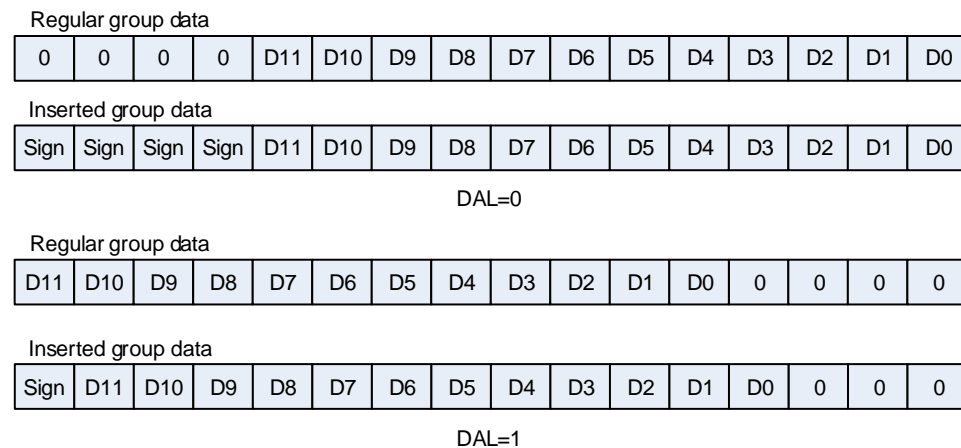 Regular group data
0 0 0 0 D11 D10 D9 D8 D7 D6 D5 D4 D3 D2 D1 D0
Inserted group data
Sign Sign Sign Sign D11 D10 D9 D8 D7 D6 D5 D4 D3 D2 D1 D0
DAL=0
Regular group data
D11 D10 D9 D8 D7 D6 D5 D4 D3 D2 D1 D0 0 0 0 0
Inserted group data
Sign D11 D10 D9 D8 D7 D6 D5 D4 D3 D2 D1 D0 0 0 0
DAL=1